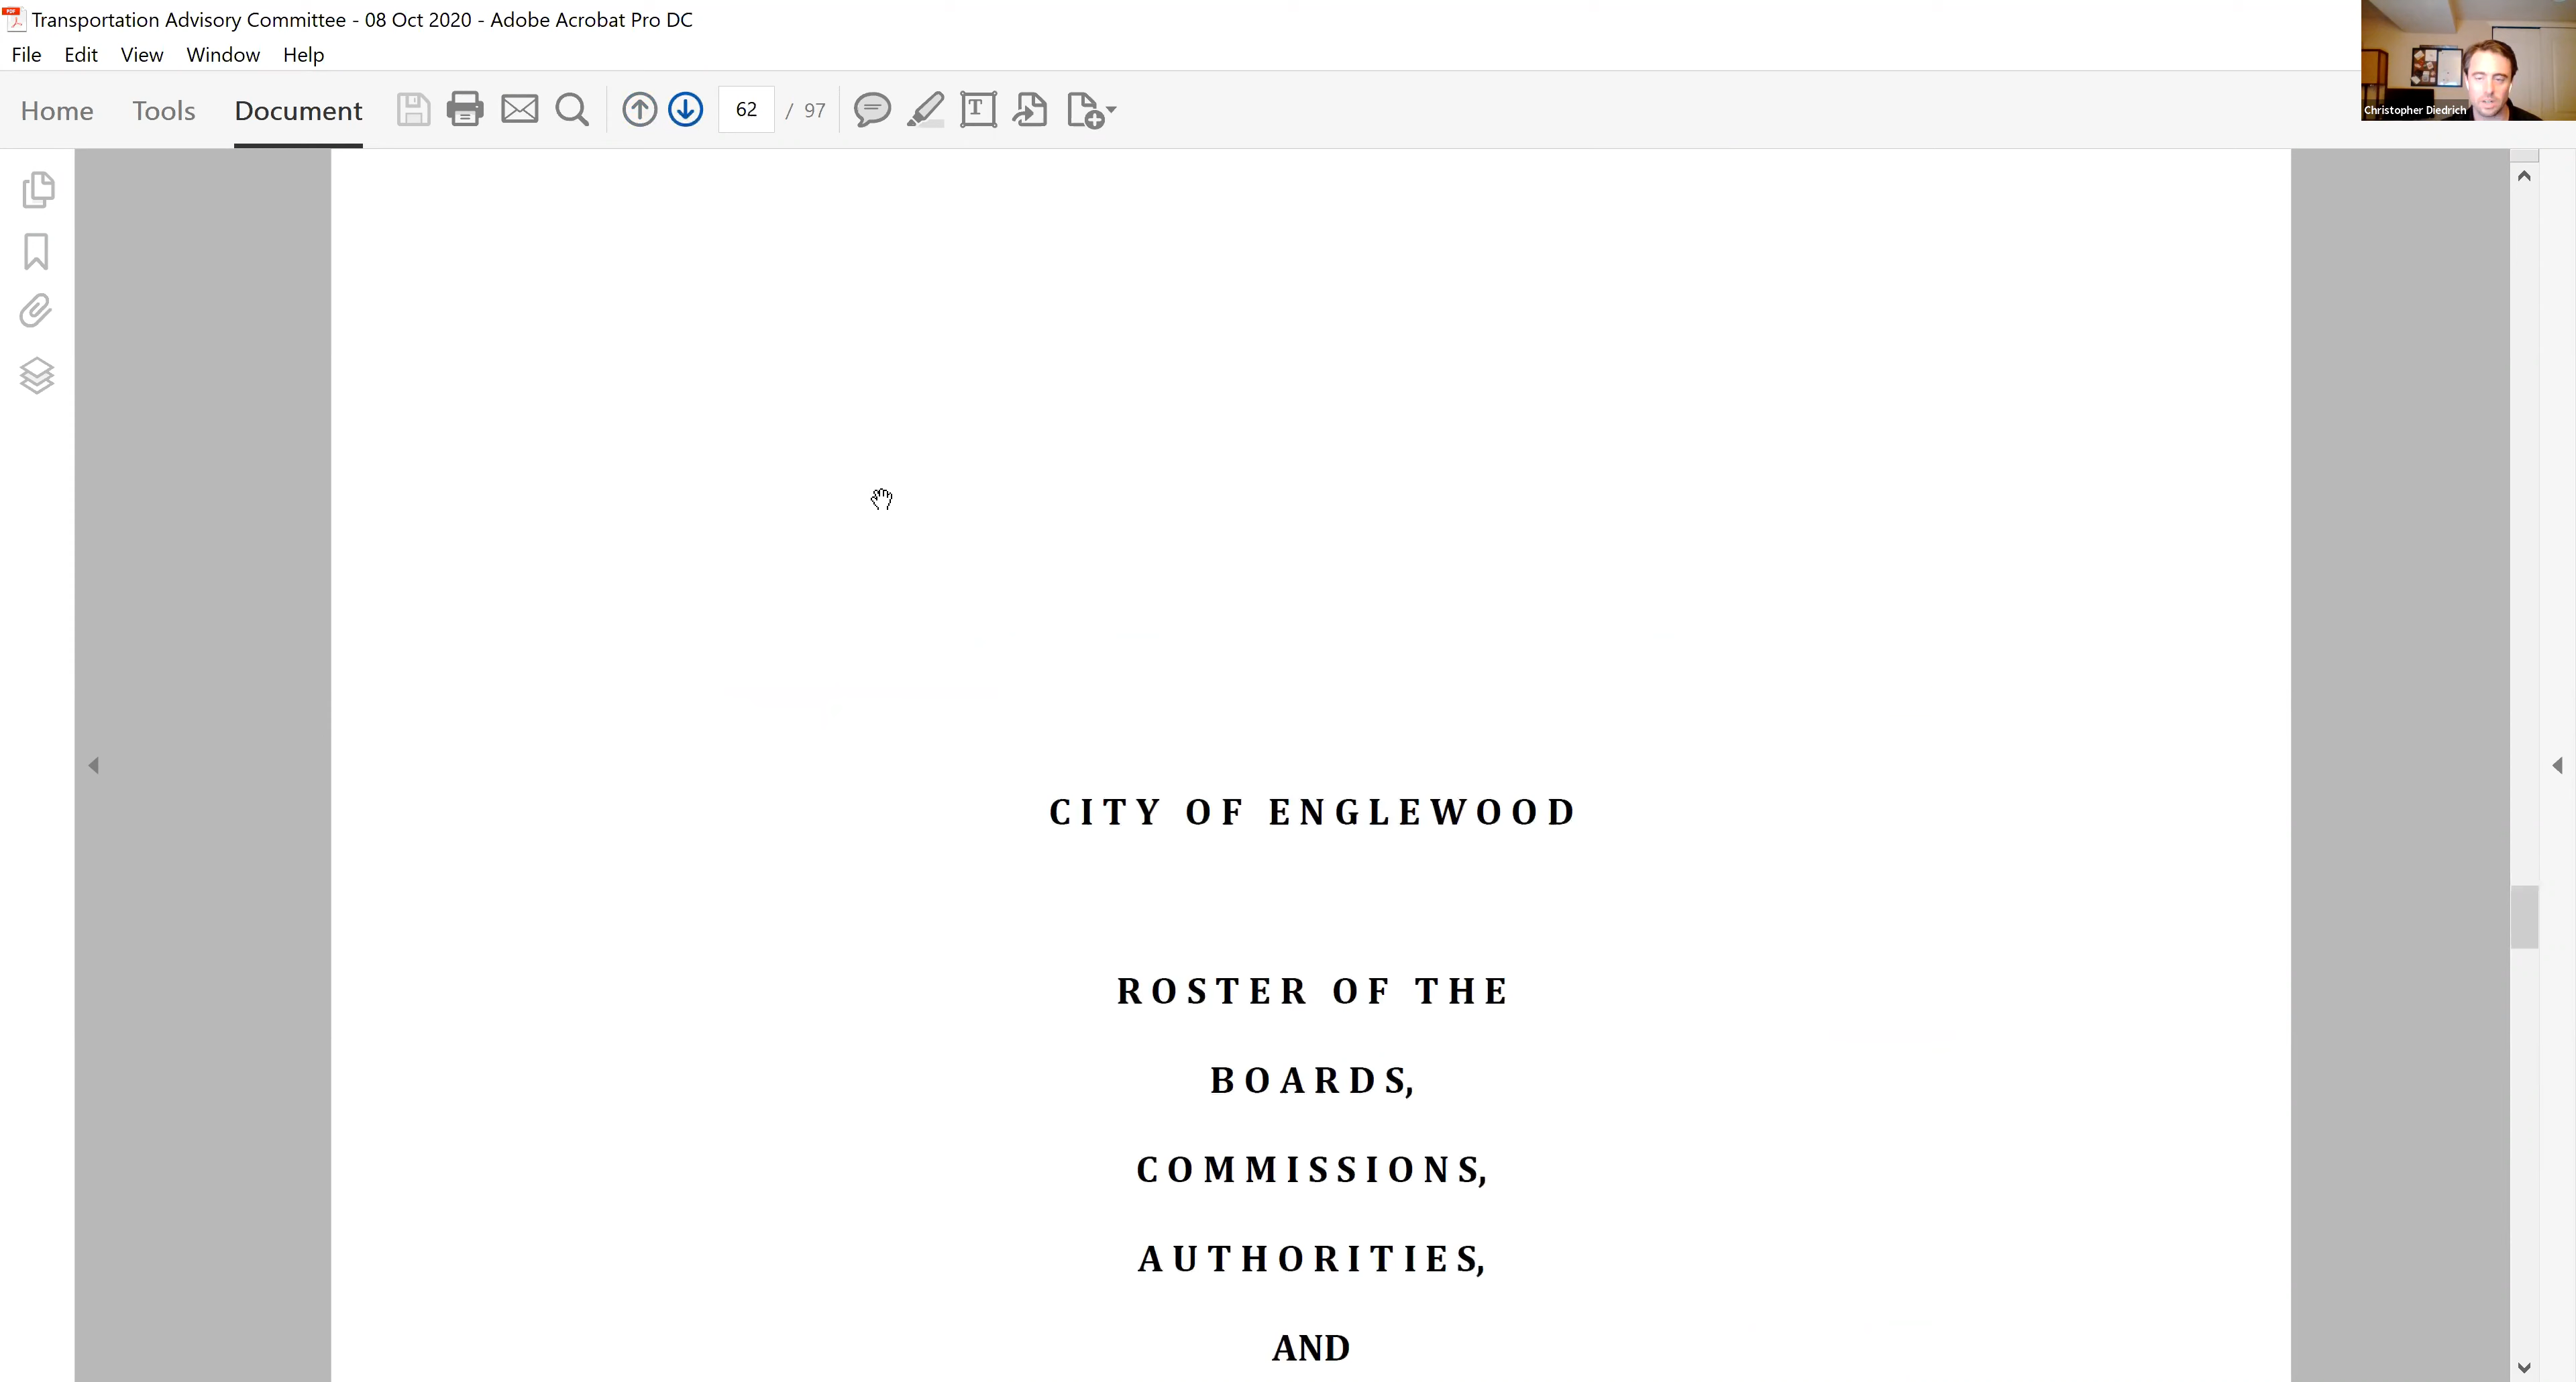 Transportation Advisory Committee - 08 Oct 2020 - Adobe Acrobat Pro DC
File Edit View Window Help
Home Tools Document 62 / 97
Christopher Diedrich
CITY OF ENGLEWOOD
ROSTER OF THE
BOARDS,
COMMISSIONS,
AUTHORITIES,
AND